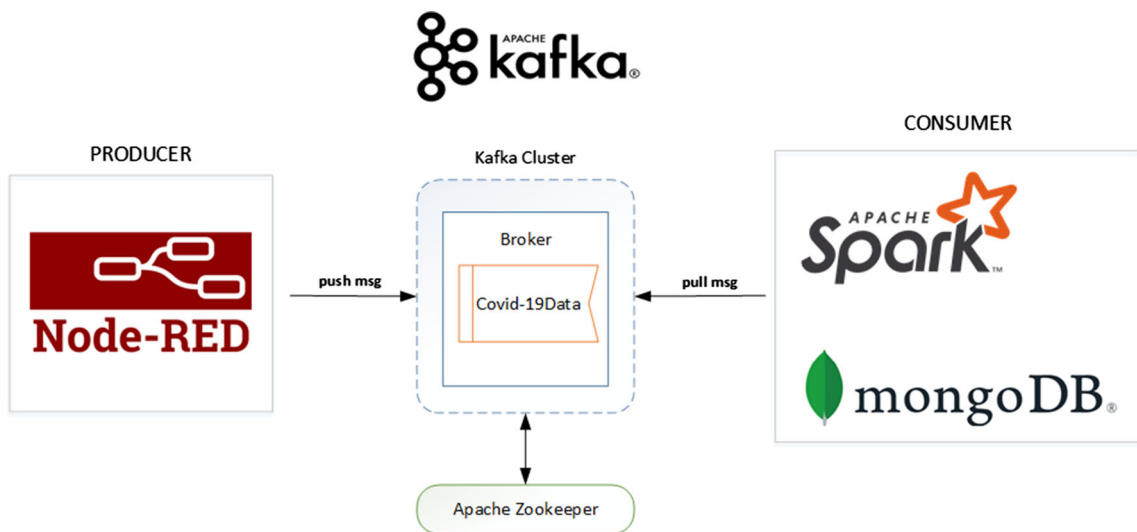 APACHE
kafka®
PRODUCER
Node-RED
push msg
Kafka Cluster
Broker
Covid-19Data
Apache Zookeeper
pull msg
CONSUMER
APACHE
Spark™
mongoDB®